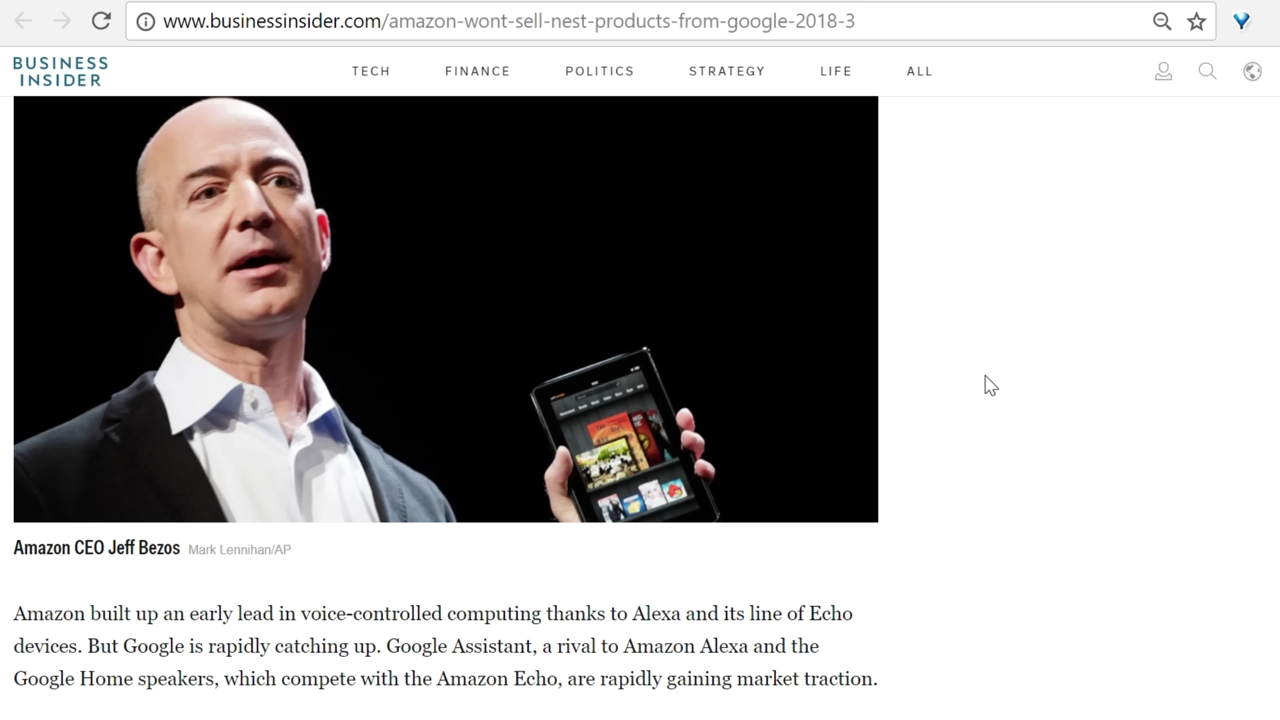 www.businessinsider.com/amazon-wont-sell-nest-products-from-google-2018-3
BUSINESS
INSIDER
TECH FINANCE POLITICS STRATEGY LIFE ALL
Amazon CEO Jeff Bezos Mark Lennihan/AP
Amazon built up an early lead in voice-controlled computing thanks to Alexa and its line of Echo
devices. But Google is rapidly catching up. Google Assistant, a rival to Amazon Alexa and the
Google Home speakers, which compete with the Amazon Echo, are rapidly gaining market traction.